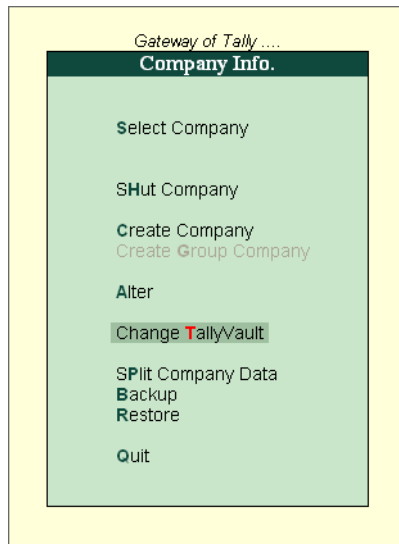 Gateway of Tally ....
Company Info.
Select Company
SHut Company
Create Company
Create Group Company
Alter
Change TallyVault
SPlit Company Data
Backup
Restore
Quit